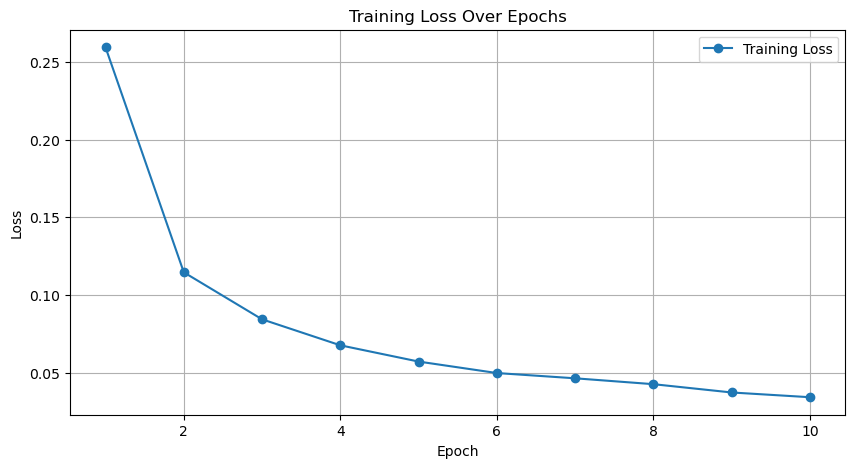 Training Loss Over Epochs
Training Loss
0.25
0.20
0.15
0.10
0.05
Loss
2 4 6 8 10
Epoch